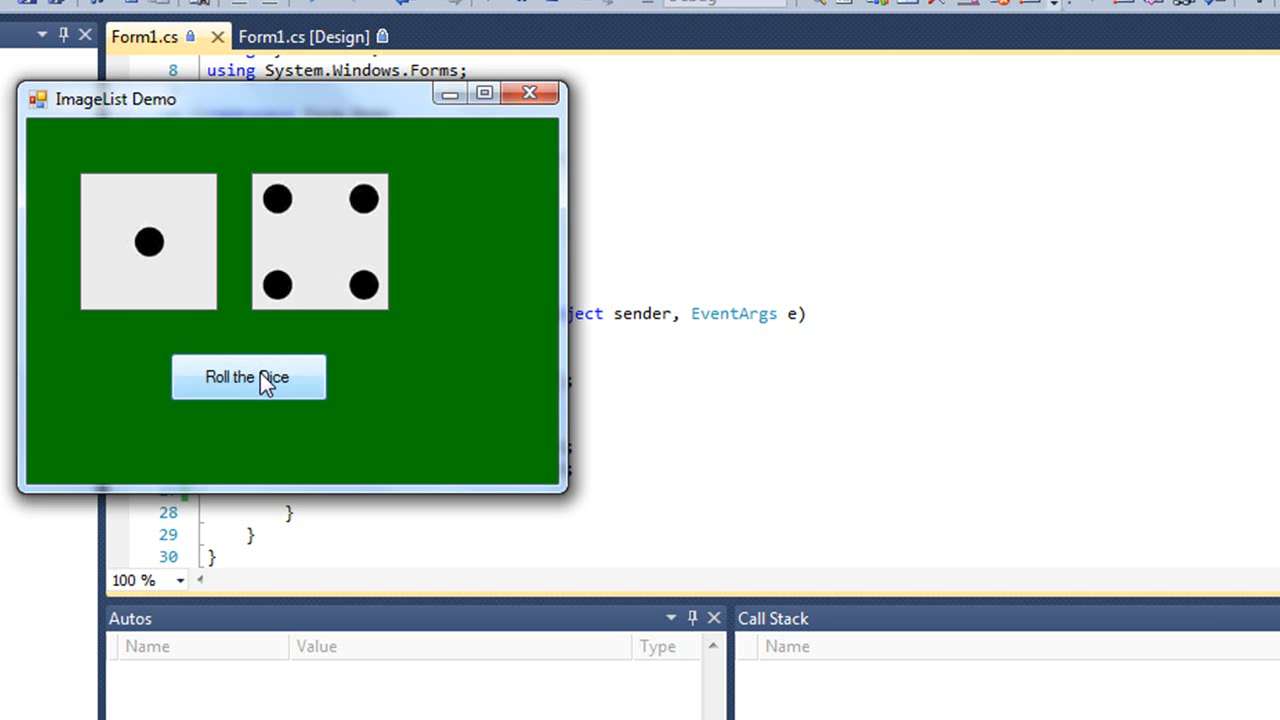 Form1.cs
Form1.cs [Design]
8
using System.Windows.Forms;
ImageList Demo
ject sender, EventArgs e)
Roll the Dice
;
;
;
28
}
29
}
30
}
100 %
Autos
Call Stack
Name
Value
Type
Name